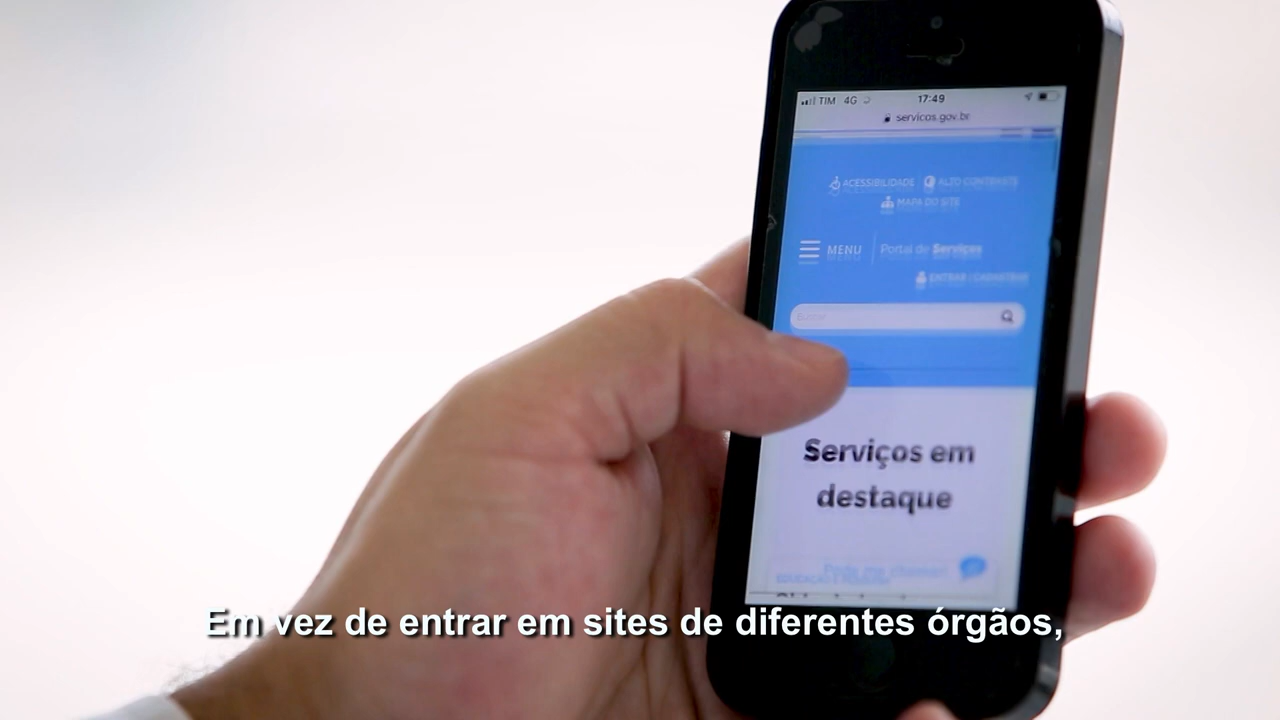 TIM 4G 17:49
servicos.gov.br
ACESSIBILIDADE ALTO CONTRASTE
MAPA DO SITE
MENU Portal de Serviços
ENTRAR | CADASTRAR
Buscar
Serviços em
destaque
Em vez de entrar em sites de diferentes órgãos,